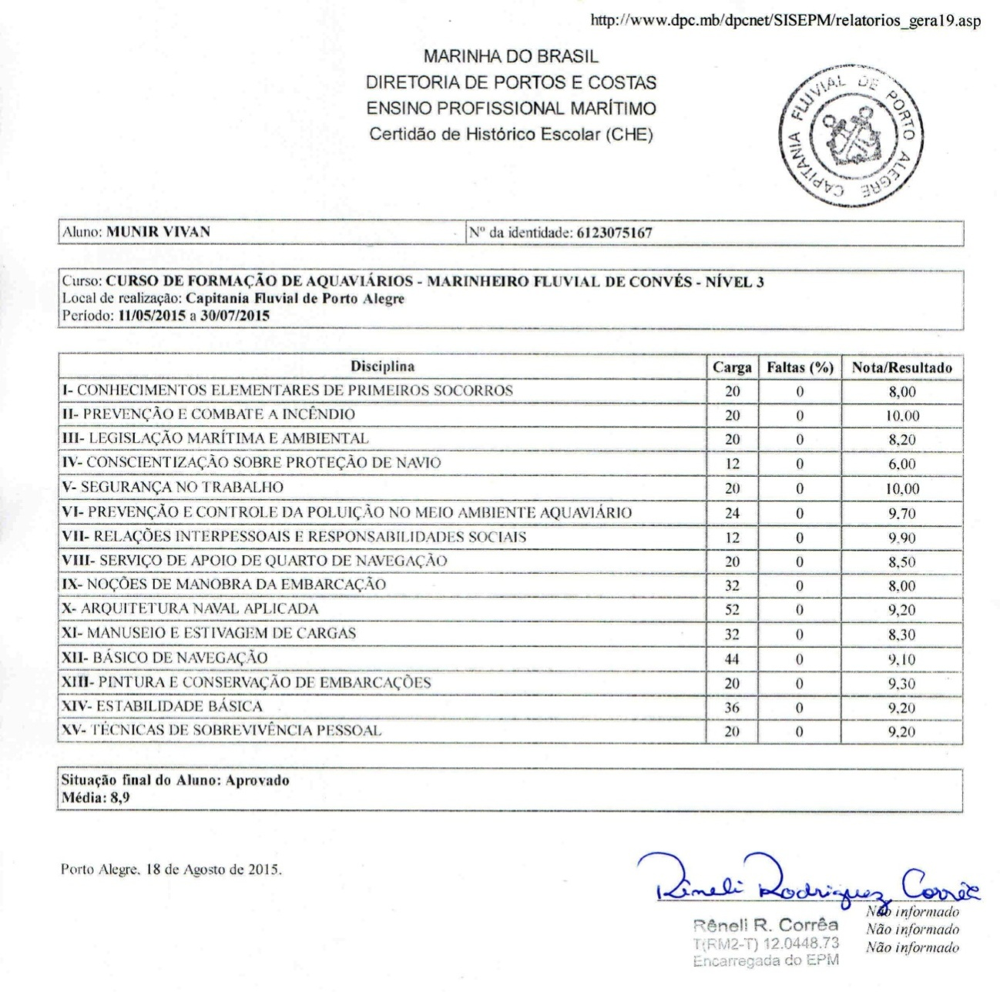 http://www.dpc.mb/dpcnet/SISEPM/relatorios_gera19.asp
MARINHA DO BRASIL
DIRETORIA DE PORTOS E COSTAS
ENSINO PROFISSIONAL MARÍTIMO
Certidão de Histórico Escolar (CHE)
CAPITANIA FLUVIAL DE PORTO ALEGRE
Aluno: MUNIR VIVAN Nº da identidade: 6123075167
Curso: CURSO DE FORMAÇÃO DE AQUAVIÁRIOS - MARINHEIRO FLUVIAL DE CONVÉS - NÍVEL 3
Local de realização: Capitania Fluvial de Porto Alegre
Período: 11/05/2015 a 30/07/2015
Disciplina Carga Faltas (%) Nota/Resultado
I- CONHECIMENTOS ELEMENTARES DE PRIMEIROS SOCORROS 20 0 8,00
II- PREVENÇÃO E COMBATE A INCÊNDIO 20 0 10,00
III- LEGISLAÇÃO MARÍTIMA E AMBIENTAL 20 0 8,20
IV- CONSCIENTIZAÇÃO SOBRE PROTEÇÃO DE NAVIO 12 0 6,00
V- SEGURANÇA NO TRABALHO 20 0 10,00
VI- PREVENÇÃO E CONTROLE DA POLUIÇÃO NO MEIO AMBIENTE AQUAVIÁRIO 24 0 9,70
VII- RELAÇÕES INTERPESSOAIS E RESPONSABILIDADES SOCIAIS 12 0 9,90
VIII- SERVIÇO DE APOIO DE QUARTO DE NAVEGAÇÃO 20 0 8,50
IX- NOÇÕES DE MANOBRA DA EMBARCAÇÃO 32 0 8,00
X- ARQUITETURA NAVAL APLICADA 52 0 9,20
XI- MANUSEIO E ESTIVAGEM DE CARGAS 32 0 8,30
XII- BÁSICO DE NAVEGAÇÃO 44 0 9,10
XIII- PINTURA E CONSERVAÇÃO DE EMBARCAÇÕES 20 0 9,30
XIV- ESTABILIDADE BÁSICA 36 0 9,20
XV- TÉCNICAS DE SOBREVIVÊNCIA PESSOAL 20 0 9,20
Situação final do Aluno: Aprovado
Média: 8,9
Porto Alegre, 18 de Agosto de 2015.
Rêneli Rodriguez Corrêa
Não informado
Rêneli R. Corrêa Não informado
T(RM2-T) 12.0448.73 Não informado
Encarregada do EPM